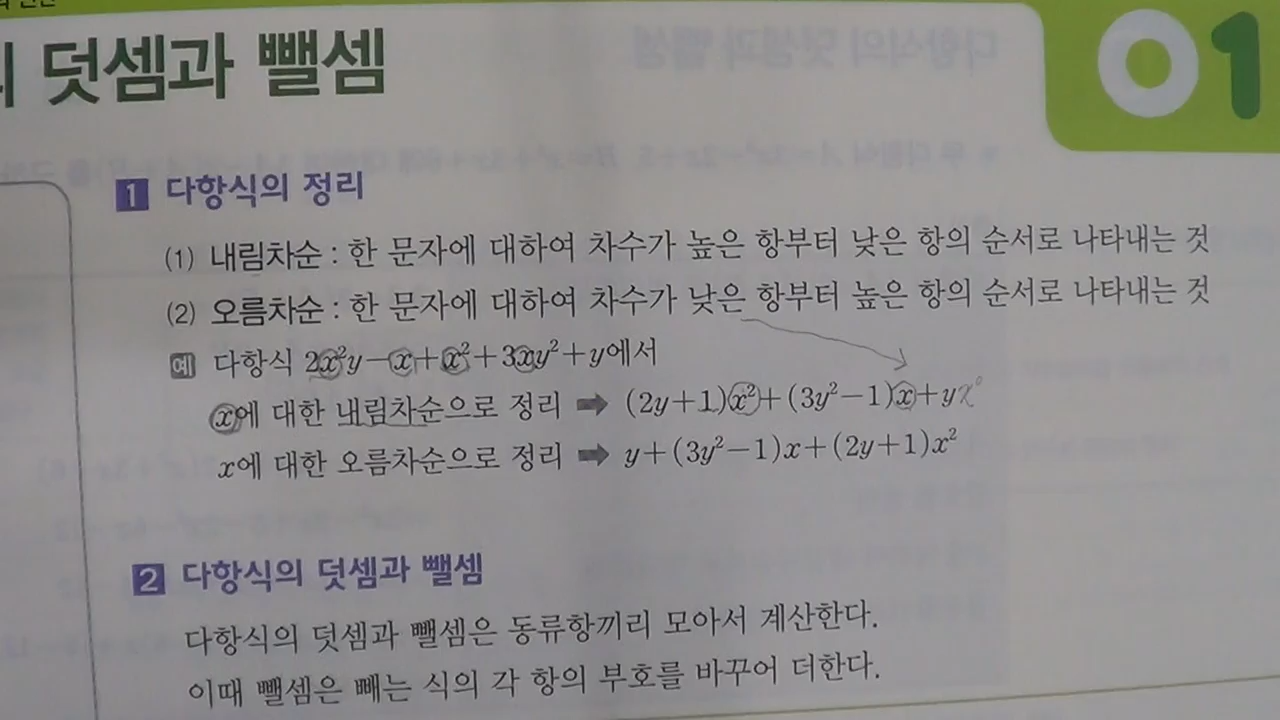 덧셈과 뺄셈
01
1 다항식의 정리
(1) 내림차순 : 한 문자에 대하여 차수가 높은 항부터 낮은 항의 순서로 나타내는 것
(2) 오름차순 : 한 문자에 대하여 차수가 낮은 항부터 높은 항의 순서로 나타내는 것
예 다항식 2x²y-x+x²+3xy²+y에서
x에 대한 내림차순으로 정리 ➡ (2y+1)x²+(3y²-1)x+yx⁰
x에 대한 오름차순으로 정리 ➡ y+(3y²-1)x+(2y+1)x²
2 다항식의 덧셈과 뺄셈
다항식의 덧셈과 뺄셈은 동류항끼리 모아서 계산한다.
이때 뺄셈은 빼는 식의 각 항의 부호를 바꾸어 더한다.